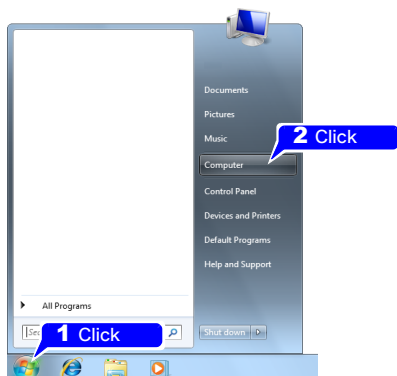 Documents
Pictures
Music
2 Click
Computer
Control Panel
Devices and Printers
Default Programs
Help and Support
All Programs
1 Click
Shut down